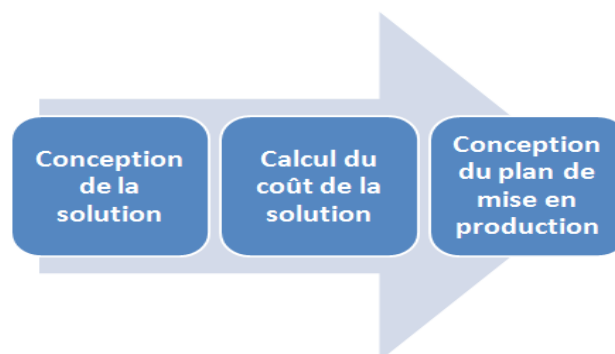 Conception
de la
solution
Calcul du
coût de la
solution
Conception
du plan de
mise en
production